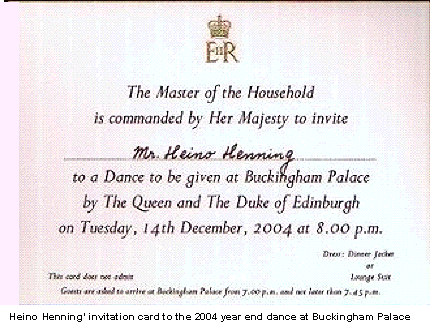 E II R
The Master of the Household
is commanded by Her Majesty to invite
Mr. Heino Henning
to a Dance to be given at Buckingham Palace
by The Queen and The Duke of Edinburgh
on Tuesday, 14th December, 2004 at 8.00 p.m.
Dress: Dinner Jacket
or
Lounge Suit
This card does not admit
Guests are asked to arrive at Buckingham Palace from 7.00 p.m. and not later than 7.45 p.m.
Heino Henning' invitation card to the 2004 year end dance at Buckingham Palace